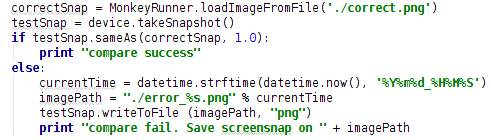 correctSnap = MonkeyRunner.loadImageFromFile('./correct.png')
testSnap = device.takeSnapshot()
if testSnap.sameAs(correctSnap, 1.0):
    print "compare success"
else:
    currentTime = datetime.strftime(datetime.now(), '%Y%m%d_%H%M%S')
    imagePath = "./error_%s.png" % currentTime
    testSnap.writeToFile (imagePath, "png")
    print "compare fail. Save screensnap on " + imagePath